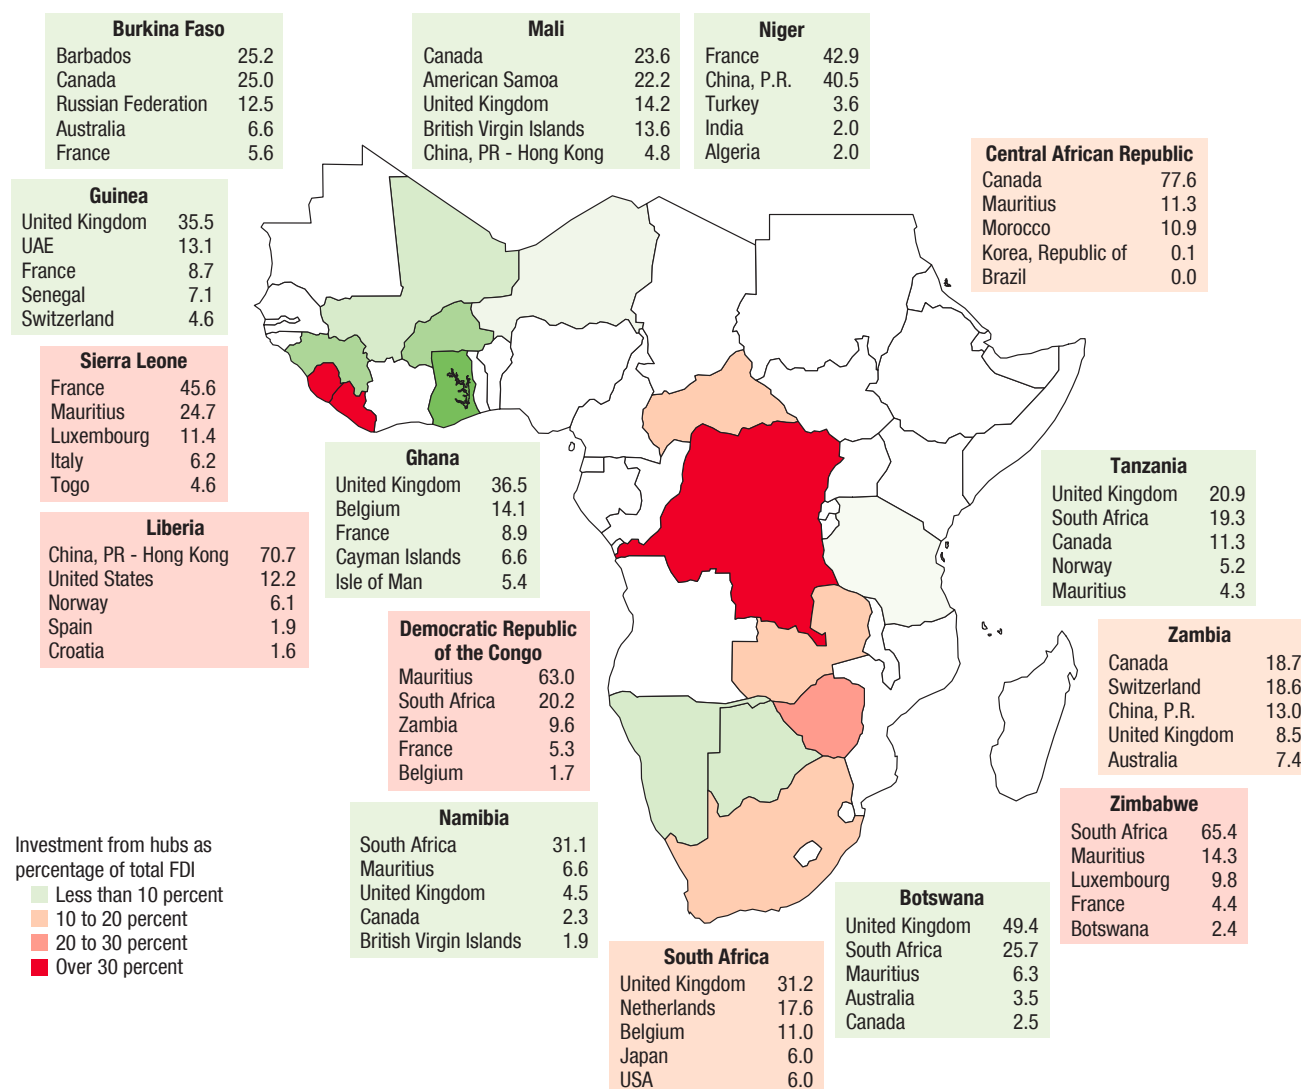 Burkina Faso
Barbados 25.2
Canada 25.0
Russian Federation 12.5
Australia 6.6
France 5.6
Mali
Canada 23.6
American Samoa 22.2
United Kingdom 14.2
British Virgin Islands 13.6
China, PR - Hong Kong 4.8
Niger
France 42.9
China, P.R. 40.5
Turkey 3.6
India 2.0
Algeria 2.0
Central African Republic
Canada 77.6
Mauritius 11.3
Morocco 10.9
Korea, Republic of 0.1
Brazil 0.0
Guinea
United Kingdom 35.5
UAE 13.1
France 8.7
Senegal 7.1
Switzerland 4.6
Sierra Leone
France 45.6
Mauritius 24.7
Luxembourg 11.4
Italy 6.2
Togo 4.6
Ghana
United Kingdom 36.5
Belgium 14.1
France 8.9
Cayman Islands 6.6
Isle of Man 5.4
Tanzania
United Kingdom 20.9
South Africa 19.3
Canada 11.3
Norway 5.2
Mauritius 4.3
Liberia
China, PR - Hong Kong 70.7
United States 12.2
Norway 6.1
Spain 1.9
Croatia 1.6
Democratic Republic
of the Congo
Mauritius 63.0
South Africa 20.2
Zambia 9.6
France 5.3
Belgium 1.7
Zambia
Canada 18.7
Switzerland 18.6
China, P.R. 13.0
United Kingdom 8.5
Australia 7.4
Namibia
South Africa 31.1
Mauritius 6.6
United Kingdom 4.5
Canada 2.3
British Virgin Islands 1.9
Zimbabwe
South Africa 65.4
Mauritius 14.3
Luxembourg 9.8
France 4.4
Botswana 2.4
Investment from hubs as
percentage of total FDI
Less than 10 percent
10 to 20 percent
20 to 30 percent
Over 30 percent
Botswana
United Kingdom 49.4
South Africa 25.7
Mauritius 6.3
Australia 3.5
Canada 2.5
South Africa
United Kingdom 31.2
Netherlands 17.6
Belgium 11.0
Japan 6.0
USA 6.0